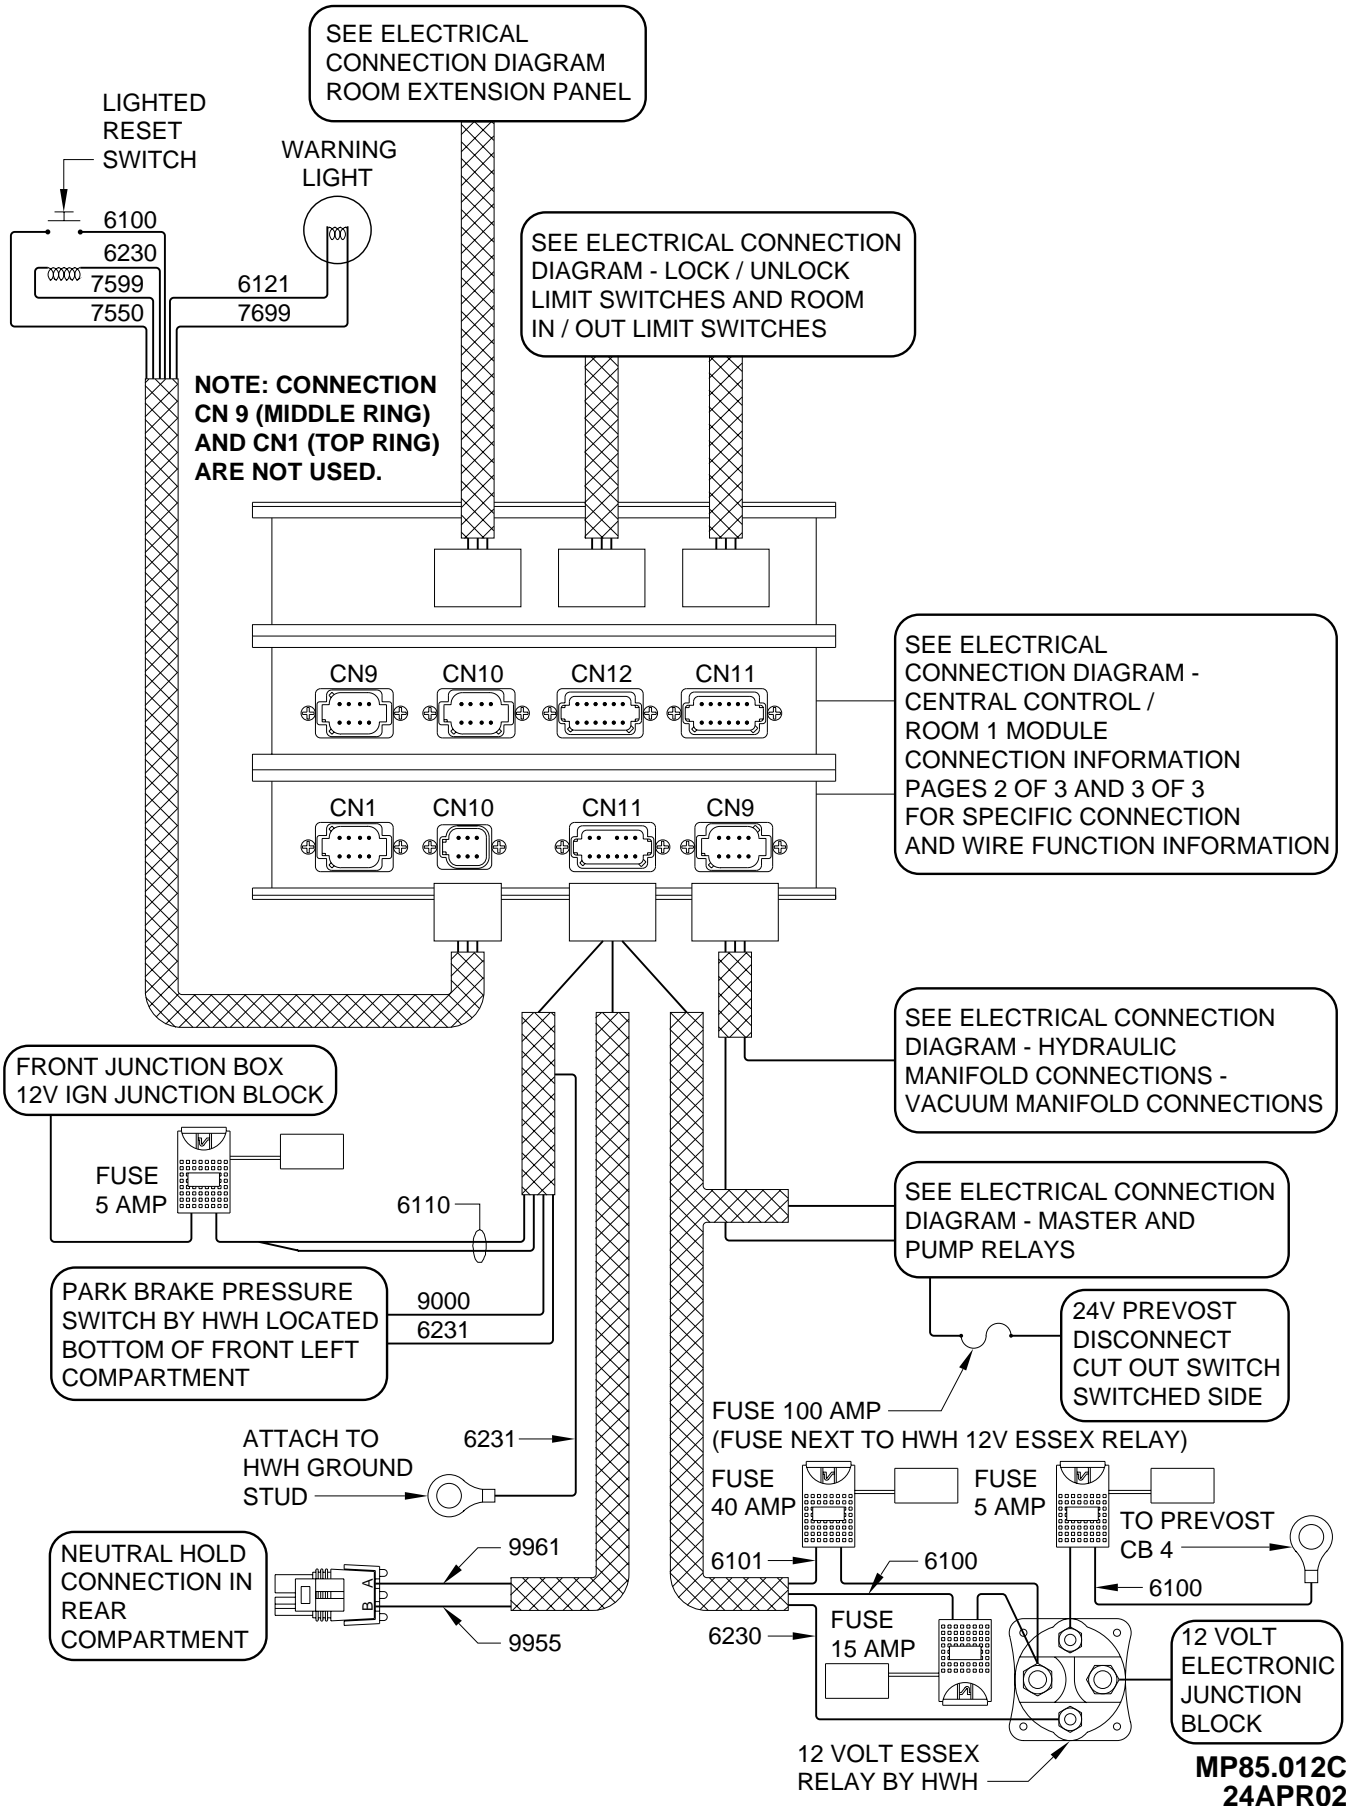 SEE ELECTRICAL
CONNECTION DIAGRAM
ROOM EXTENSION PANEL
LIGHTED
RESET
SWITCH
WARNING
LIGHT
6100
6230
7599
7550
6121
7699
SEE ELECTRICAL CONNECTION
DIAGRAM - LOCK / UNLOCK
LIMIT SWITCHES AND ROOM
IN / OUT LIMIT SWITCHES
NOTE: CONNECTION
CN 9 (MIDDLE RING)
AND CN1 (TOP RING)
ARE NOT USED.
CN9
CN10
CN12
CN11
CN1
CN10
CN11
CN9
SEE ELECTRICAL
CONNECTION DIAGRAM -
CENTRAL CONTROL /
ROOM 1 MODULE
CONNECTION INFORMATION
PAGES 2 OF 3 AND 3 OF 3
FOR SPECIFIC CONNECTION
AND WIRE FUNCTION INFORMATION
SEE ELECTRICAL CONNECTION
DIAGRAM - HYDRAULIC
MANIFOLD CONNECTIONS -
VACUUM MANIFOLD CONNECTIONS
FRONT JUNCTION BOX
12V IGN JUNCTION BLOCK
FUSE
5 AMP
6110
SEE ELECTRICAL CONNECTION
DIAGRAM - MASTER AND
PUMP RELAYS
PARK BRAKE PRESSURE
SWITCH BY HWH LOCATED
BOTTOM OF FRONT LEFT
COMPARTMENT
9000
6231
24V PREVOST
DISCONNECT
CUT OUT SWITCH
SWITCHED SIDE
FUSE 100 AMP
(FUSE NEXT TO HWH 12V ESSEX RELAY)
ATTACH TO
HWH GROUND
STUD
6231
FUSE
40 AMP
FUSE
5 AMP
TO PREVOST
CB 4
NEUTRAL HOLD
CONNECTION IN
REAR
COMPARTMENT
A
B
9961
9955
6101
6100
6100
6230
FUSE
15 AMP
12 VOLT
ELECTRONIC
JUNCTION
BLOCK
12 VOLT ESSEX
RELAY BY HWH
MP85.012C
24APR02